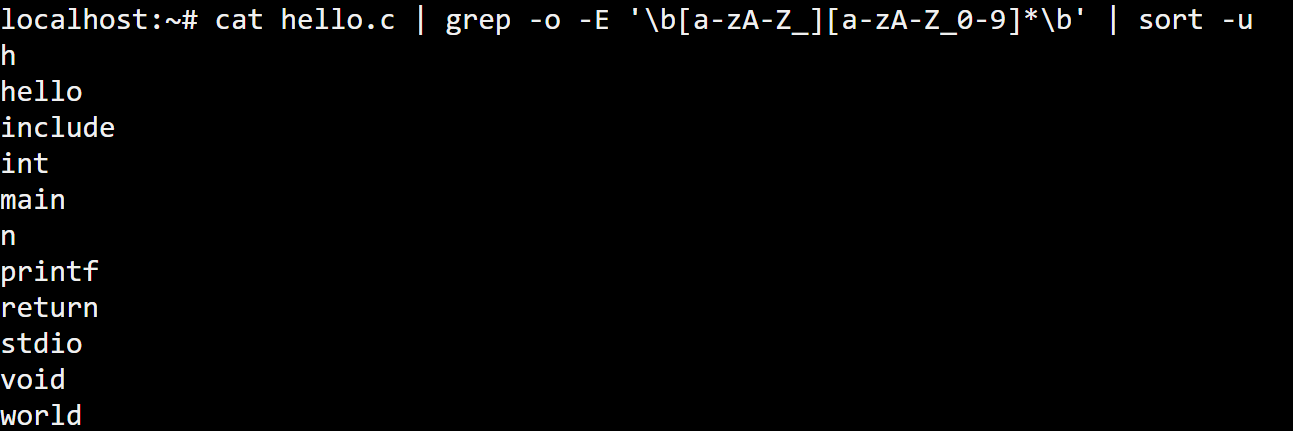 localhost:~# cat hello.c | grep -o -E '\b[a-zA-Z_][a-zA-Z_0-9]*\b' | sort -u
h
hello
include
int
main
n
printf
return
stdio
void
world